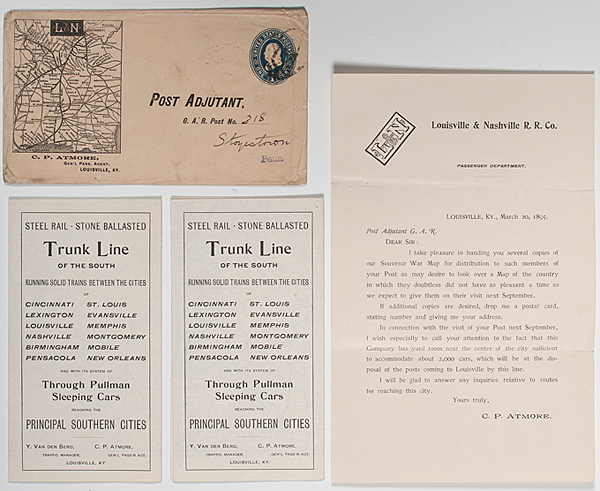 L&N
UNITED STATES POSTAGE
POST ADJUTANT,
G. A. R. Post No. 218
Stoyestown
Penn
C. P. ATMORE,
GEN'L PASS. AGENT,
LOUISVILLE, KY.
STEEL RAIL - STONE BALLASTED
Trunk Line
OF THE SOUTH
RUNNING SOLID TRAINS BETWEEN THE CITIES
OF
CINCINNATI ST. LOUIS
LEXINGTON EVANSVILLE
LOUISVILLE MEMPHIS
NASHVILLE MONTGOMERY
BIRMINGHAM MOBILE
PENSACOLA NEW ORLEANS
AND WITH ITS SYSTEM OF
Through Pullman
Sleeping Cars
REACHING THE
PRINCIPAL SOUTHERN CITIES
Y. VAN DEN BERG, C. P. ATMORE,
TRAFFIC MANAGER, GEN'L PASS'R AGT,
LOUISVILLE, KY.
STEEL RAIL - STONE BALLASTED
Trunk Line
OF THE SOUTH
RUNNING SOLID TRAINS BETWEEN THE CITIES
OF
CINCINNATI ST. LOUIS
LEXINGTON EVANSVILLE
LOUISVILLE MEMPHIS
NASHVILLE MONTGOMERY
BIRMINGHAM MOBILE
PENSACOLA NEW ORLEANS
AND WITH ITS SYSTEM OF
Through Pullman
Sleeping Cars
REACHING THE
PRINCIPAL SOUTHERN CITIES
Y. VAN DEN BERG, C. P. ATMORE,
TRAFFIC MANAGER, GEN'L PASS'R AGT,
LOUISVILLE, KY.
L&N
Louisville & Nashville R. R. Co.
PASSENGER DEPARTMENT.
LOUISVILLE, KY., March 20, 1895.
Post Adjutant G. A. R.
DEAR SIR:
I take pleasure in handing you several copies of
our Souvenir War Map for distribution to such members of
your Post as may desire to look over a Map of the country
in which they doubtless did not have as pleasant a time as
we expect to give them on their visit next September.
If additional copies are desired, drop me a postal card,
stating number and giving me your address.
In connection with the visit of your Post next September,
I wish especially to call your attention to the fact that this
Company has yard room near the center of the city sufficient
to accommodate about 2,000 cars, which will be at the dis-
posal of the posts coming to Louisville by this line.
I will be glad to answer any inquiries relative to routes
for reaching this city.
Yours truly,
C. P. ATMORE.